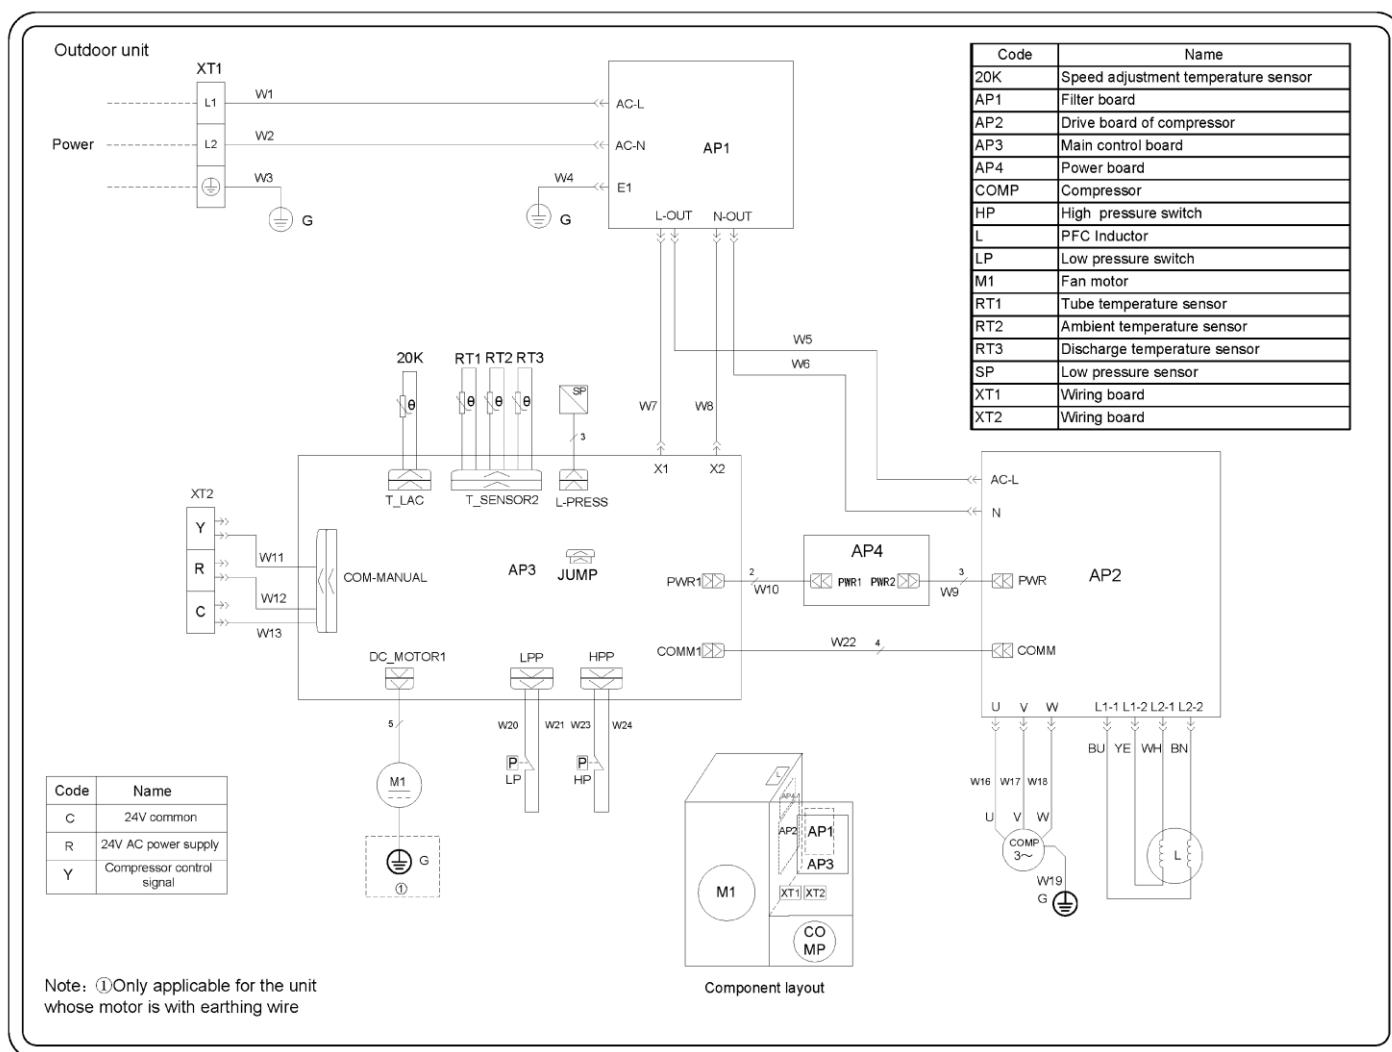 Outdoor unit
XT1
L1
W1
AC-L
Power
L2
W2
AC-N
AP1
W3
G
W4
G
E1
L-OUT N-OUT
Code Name
20K Speed adjustment temperature sensor
AP1 Filter board
AP2 Drive board of compressor
AP3 Main control board
AP4 Power board
COMP Compressor
HP High pressure switch
L PFC Inductor
LP Low pressure switch
M1 Fan motor
RT1 Tube temperature sensor
RT2 Ambient temperature sensor
RT3 Discharge temperature sensor
SP Low pressure sensor
XT1 Wiring board
XT2 Wiring board
W5
W6
W7
W8
20K
RT1 RT2 RT3
θ
θ θ θ
SP
3
X1 X2
T_LAC
T_SENSOR2
L-PRESS
XT2
Y
R
C
W11
W12
W13
COM-MANUAL
AP3
JUMP
PWR1
2
W10
AP4
PWR1 PWR2
3
W9
AC-L
N
PWR
AP2
COMM1
W22
4
COMM
DC_MOTOR1
LPP
HPP
5
W20 W21 W23 W24
P
LP
P
HP
M1
G
①
U V W L1-1 L1-2 L2-1 L2-2
BU YE WH BN
W16 W17 W18
U V W
COMP
3~
W19
G
L
Code Name
C 24V common
R 24V AC power supply
Y Compressor control
signal
L
AP4
AP2
AP1
AP3
M1
XT1 XT2
CO
MP
Component layout
Note: ①Only applicable for the unit
whose motor is with earthing wire